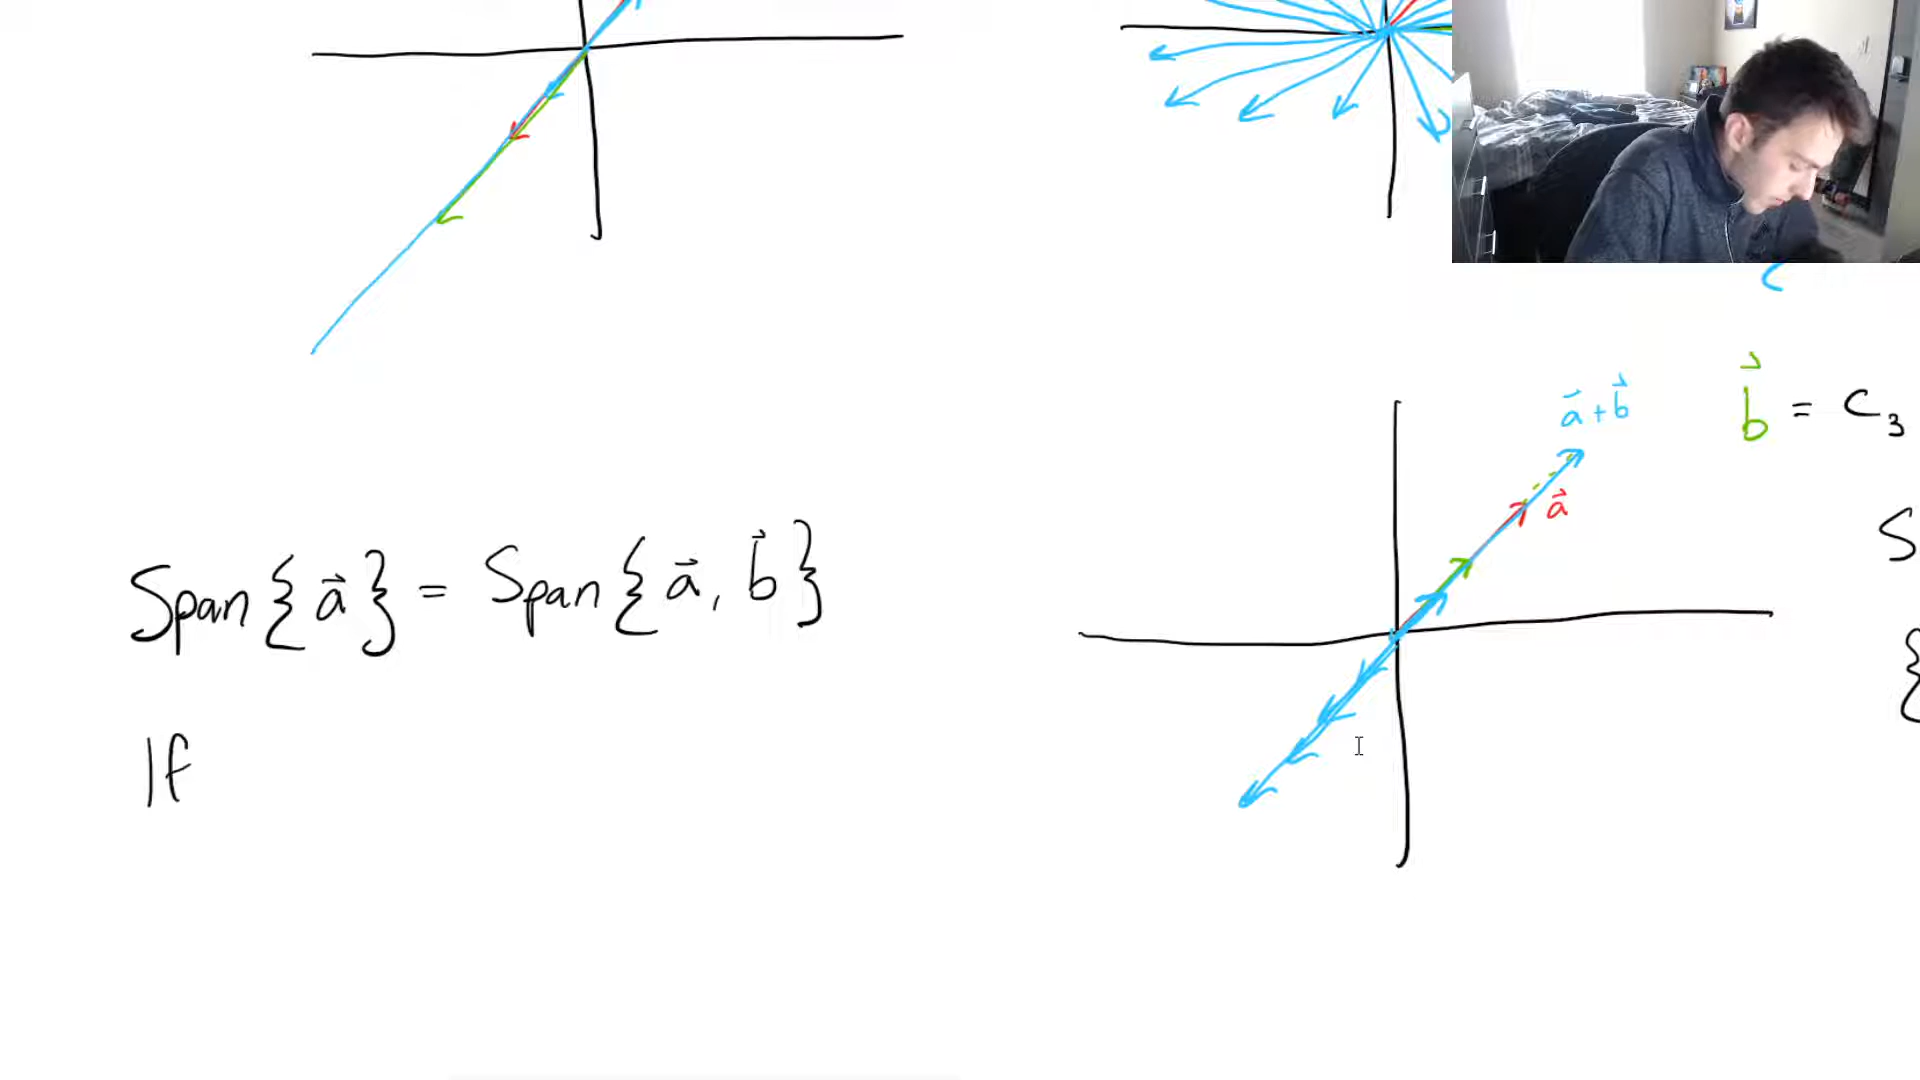 a⃗ + b⃗
b⃗ = c₃
a⃗
S
Span{a⃗} = Span{a⃗, b⃗}
{
If